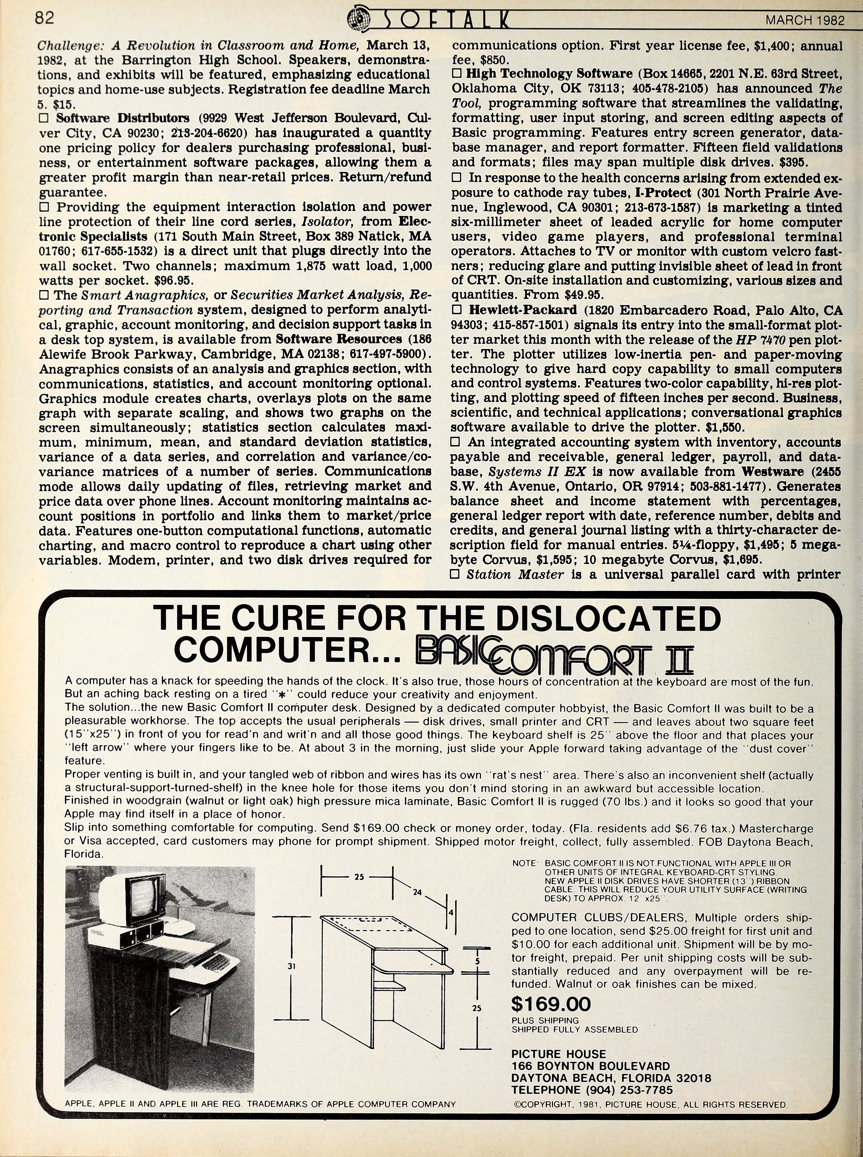 82
SOFTALK
MARCH 1982
Challenge: A Revolution in Classroom and Home, March 13,
1982, at the Barrington High School. Speakers, demonstra-
tions, and exhibits will be featured, emphasizing educational
topics and home-use subjects. Registration fee deadline March
5. $15.
□ Software Distributors (9929 West Jefferson Boulevard, Cul-
ver City, CA 90230; 213-204-6620) has inaugurated a quantity
one pricing policy for dealers purchasing professional, busi-
ness, or entertainment software packages, allowing them a
greater profit margin than near-retail prices. Return/refund
guarantee.
□ Providing the equipment interaction isolation and power
line protection of their line cord series, Isolator, from Elec-
tronic Specialists (171 South Main Street, Box 389 Natick, MA
01760; 617-655-1532) is a direct unit that plugs directly into the
wall socket. Two channels; maximum 1,875 watt load, 1,000
watts per socket. $96.95.
□ The Smart Anagraphics, or Securities Market Analysis, Re-
porting and Transaction system, designed to perform analyti-
cal, graphic, account monitoring, and decision support tasks in
a desk top system, is available from Software Resources (186
Alewife Brook Parkway, Cambridge, MA 02138; 617-497-5900).
Anagraphics consists of an analysis and graphics section, with
communications, statistics, and account monitoring optional.
Graphics module creates charts, overlays plots on the same
graph with separate scaling, and shows two graphs on the
screen simultaneously; statistics section calculates maxi-
mum, minimum, mean, and standard deviation statistics,
variance of a data series, and correlation and variance/co-
variance matrices of a number of series. Communications
mode allows daily updating of files, retrieving market and
price data over phone lines. Account monitoring maintains ac-
count positions in portfolio and links them to market/price
data. Features one-button computational functions, automatic
charting, and macro control to reproduce a chart using other
variables. Modem, printer, and two disk drives required for
communications option. First year license fee, $1,400; annual
fee, $850.
□ High Technology Software (Box 14665, 2201 N.E. 63rd Street,
Oklahoma City, OK 73113; 405-478-2105) has announced The
Tool, programming software that streamlines the validating,
formatting, user input storing, and screen editing aspects of
Basic programming. Features entry screen generator, data-
base manager, and report formatter. Fifteen field validations
and formats; files may span multiple disk drives. $395.
□ In response to the health concerns arising from extended ex-
posure to cathode ray tubes, I-Protect (301 North Prairie Ave-
nue, Inglewood, CA 90301; 213-673-1587) is marketing a tinted
six-millimeter sheet of leaded acrylic for home computer
users, video game players, and professional terminal
operators. Attaches to TV or monitor with custom velcro fast-
ners; reducing glare and putting invisible sheet of lead in front
of CRT. On-site installation and customizing, various sizes and
quantities. From $49.95.
□ Hewlett-Packard (1820 Embarcadero Road, Palo Alto, CA
94303; 415-857-1501) signals its entry into the small-format plot-
ter market this month with the release of the HP 7470 pen plot-
ter. The plotter utilizes low-inertia pen- and paper-moving
technology to give hard copy capability to small computers
and control systems. Features two-color capability, hi-res plot-
ting, and plotting speed of fifteen inches per second. Business,
scientific, and technical applications; conversational graphics
software available to drive the plotter. $1,550.
□ An integrated accounting system with inventory, accounts
payable and receivable, general ledger, payroll, and data-
base, Systems II EX is now available from Westware (2455
S.W. 4th Avenue, Ontario, OR 97914; 503-881-1477). Generates
balance sheet and income statement with percentages,
general ledger report with date, reference number, debits and
credits, and general journal listing with a thirty-character de-
scription field for manual entries. 5¼-floppy, $1,495; 5 mega-
byte Corvus, $1,595; 10 megabyte Corvus, $1,695.
□ Station Master is a universal parallel card with printer
THE CURE FOR THE DISLOCATED
COMPUTER... BASIC COMFORT II
A computer has a knack for speeding the hands of the clock. It's also true, those hours of concentration at the keyboard are most of the fun.
But an aching back resting on a tired "*" could reduce your creativity and enjoyment.
The solution...the new Basic Comfort II computer desk. Designed by a dedicated computer hobbyist, the Basic Comfort II was built to be a
pleasurable workhorse. The top accepts the usual peripherals — disk drives, small printer and CRT — and leaves about two square feet
(15"x25") in front of you for read'n and writ'n and all those good things. The keyboard shelf is 25" above the floor and that places your
"left arrow" where your fingers like to be. At about 3 in the morning, just slide your Apple forward taking advantage of the "dust cover"
feature.
Proper venting is built in, and your tangled web of ribbon and wires has its own "rat's nest" area. There's also an inconvenient shelf (actually
a structural-support-turned-shelf) in the knee hole for those items you don't mind storing in an awkward but accessible location.
Finished in woodgrain (walnut or light oak) high pressure mica laminate, Basic Comfort II is rugged (70 lbs.) and it looks so good that your
Apple may find itself in a place of honor.
Slip into something comfortable for computing. Send $169.00 check or money order, today. (Fla. residents add $6.76 tax.) Mastercharge
or Visa accepted, card customers may phone for prompt shipment. Shipped motor freight, collect, fully assembled. FOB Daytona Beach,
Florida.
25
24
4
31
5
25
NOTE: BASIC COMFORT II IS NOT FUNCTIONAL WITH APPLE III OR
OTHER UNITS OF INTEGRAL KEYBOARD-CRT STYLING.
NEW APPLE II DISK DRIVES HAVE SHORTER (13") RIBBON
CABLE. THIS WILL REDUCE YOUR UTILITY SURFACE (WRITING
DESK) TO APPROX. 12"x25".
COMPUTER CLUBS/DEALERS, Multiple orders ship-
ped to one location, send $25.00 freight for first unit and
$10.00 for each additional unit. Shipment will be by mo-
tor freight, prepaid. Per unit shipping costs will be sub-
stantially reduced and any overpayment will be re-
funded. Walnut or oak finishes can be mixed.
$169.00
PLUS SHIPPING
SHIPPED FULLY ASSEMBLED
PICTURE HOUSE
166 BOYNTON BOULEVARD
DAYTONA BEACH, FLORIDA 32018
TELEPHONE (904) 253-7785
APPLE, APPLE II AND APPLE III ARE REG. TRADEMARKS OF APPLE COMPUTER COMPANY
©COPYRIGHT, 1981, PICTURE HOUSE, ALL RIGHTS RESERVED.